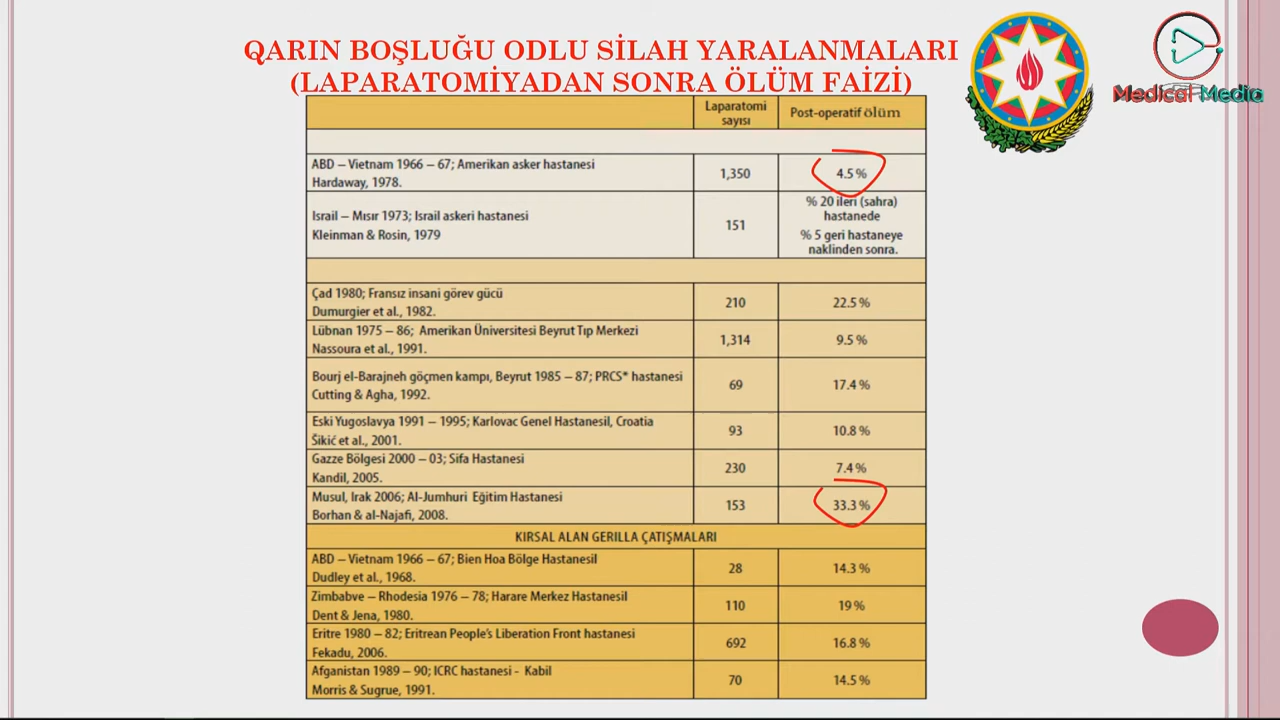 QARIN BOŞLUĞU ODLU SİLAH YARALANMALARI
(LAPARATOMİYADAN SONRA ÖLÜM FAİZİ)
Medical Media
Laparatomi sayısı Post-operatif ölüm
ABD – Vietnam 1966 – 67; Amerikan asker hastanesi
Hardaway, 1978.
1,350
4.5 %
Israil – Mısır 1973; Israil askeri hastanesi
Kleinman & Rosin, 1979
151
% 20 ileri (sahra)
hastanede
% 5 geri hastaneye
naklinden sonra.
Çad 1980; Fransız insani görev gücü
Dumurgier et al., 1982.
210
22.5 %
Lübnan 1975 – 86; Amerikan Üniversitesi Beyrut Tıp Merkezi
Nassoura et al., 1991.
1,314
9.5 %
Bourj el-Barajneh göçmen kampı, Beyrut 1985 – 87; PRCS* hastanesi
Cutting & Agha, 1992.
69
17.4 %
Eski Yugoslavya 1991 – 1995; Karlovac Genel Hastanesil, Croatia
Šikić et al., 2001.
93
10.8 %
Gazze Bölgesi 2000 – 03; Sifa Hastanesi
Kandil, 2005.
230
7.4 %
Musul, Irak 2006; Al-Jumhuri Eğitim Hastanesi
Borhan & al-Najafi, 2008.
153
33.3 %
KIRSAL ALAN GERILLA ÇATIŞMALARI
ABD – Vietnam 1966 – 67; Bien Hoa Bölge Hastanesil
Dudley et al., 1968.
28
14.3 %
Zimbabve – Rhodesia 1976 – 78; Harare Merkez Hastanesil
Dent & Jena, 1980.
110
19 %
Eritre 1980 – 82; Eritrean People's Liberation Front hastanesi
Fekadu, 2006.
692
16.8 %
Afganistan 1989 – 90; ICRC hastanesi - Kabil
Morris & Sugrue, 1991.
70
14.5 %